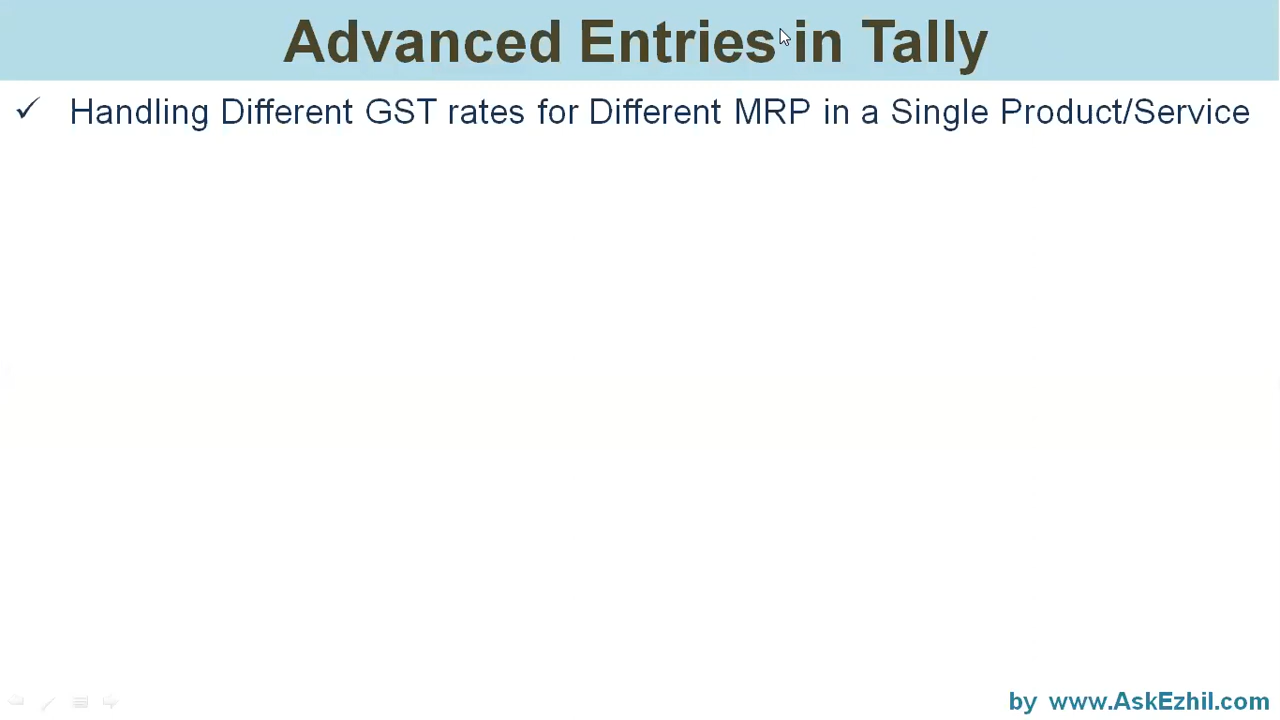 Advanced Entries in Tally
✓ Handling Different GST rates for Different MRP in a Single Product/Service
by www.AskEzhil.com